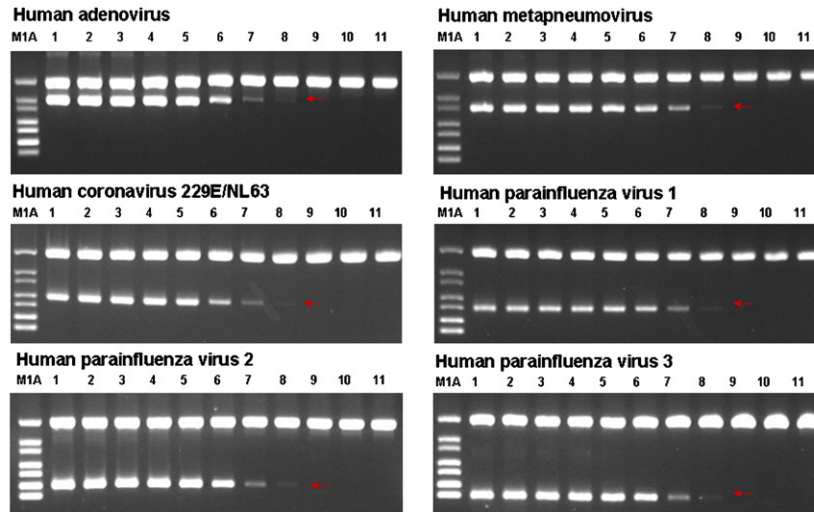 Human adenovirus
M1A 1 2 3 4 5 6 7 8 9 10 11
Human metapneumovirus
M1A 1 2 3 4 5 6 7 8 9 10 11
Human coronavirus 229E/NL63
M1A 1 2 3 4 5 6 7 8 9 10 11
Human parainfluenza virus 1
M1A 1 2 3 4 5 6 7 8 9 10 11
Human parainfluenza virus 2
M1A 1 2 3 4 5 6 7 8 9 10 11
Human parainfluenza virus 3
M1A 1 2 3 4 5 6 7 8 9 10 11